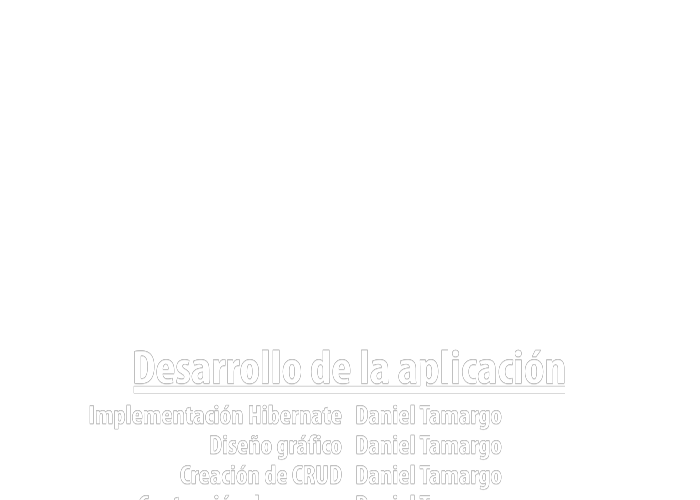 Desarrollo de la aplicación
Implementación Hibernate Daniel Tamargo
Diseño gráfico Daniel Tamargo
Creación de CRUD Daniel Tamargo